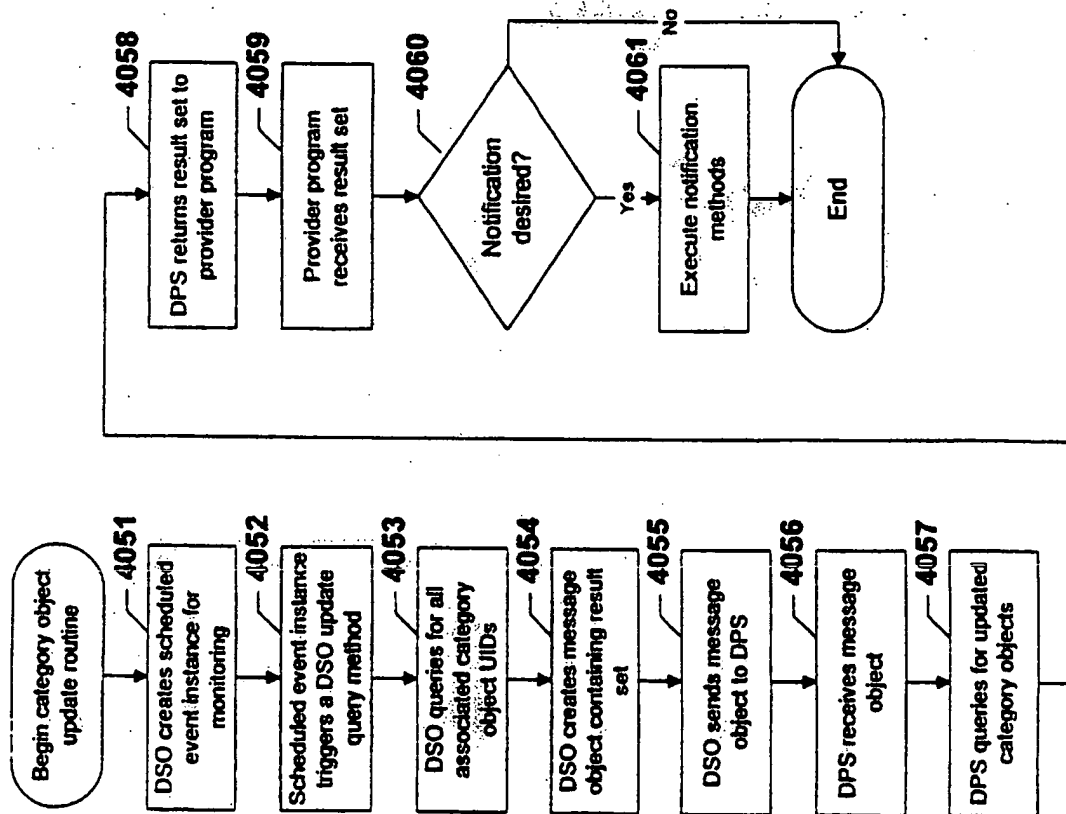 Begin category object
update routine
4051
DSO creates scheduled
event instance for
monitoring
4052
Scheduled event instance
triggers a DSO update
query method
4053
DSO queries for all
associated category
object UIDs
4054
DSO creates message
object containing result
set
4055
DSO sends message
object to DPS
4056
DPS receives message
object
4057
DPS queries for updated
category objects
4058
DPS returns result set to
provider program
4059
Provider program
receives result set
4060
Notification
desired?
No
Yes
4061
Execute notification
methods
End